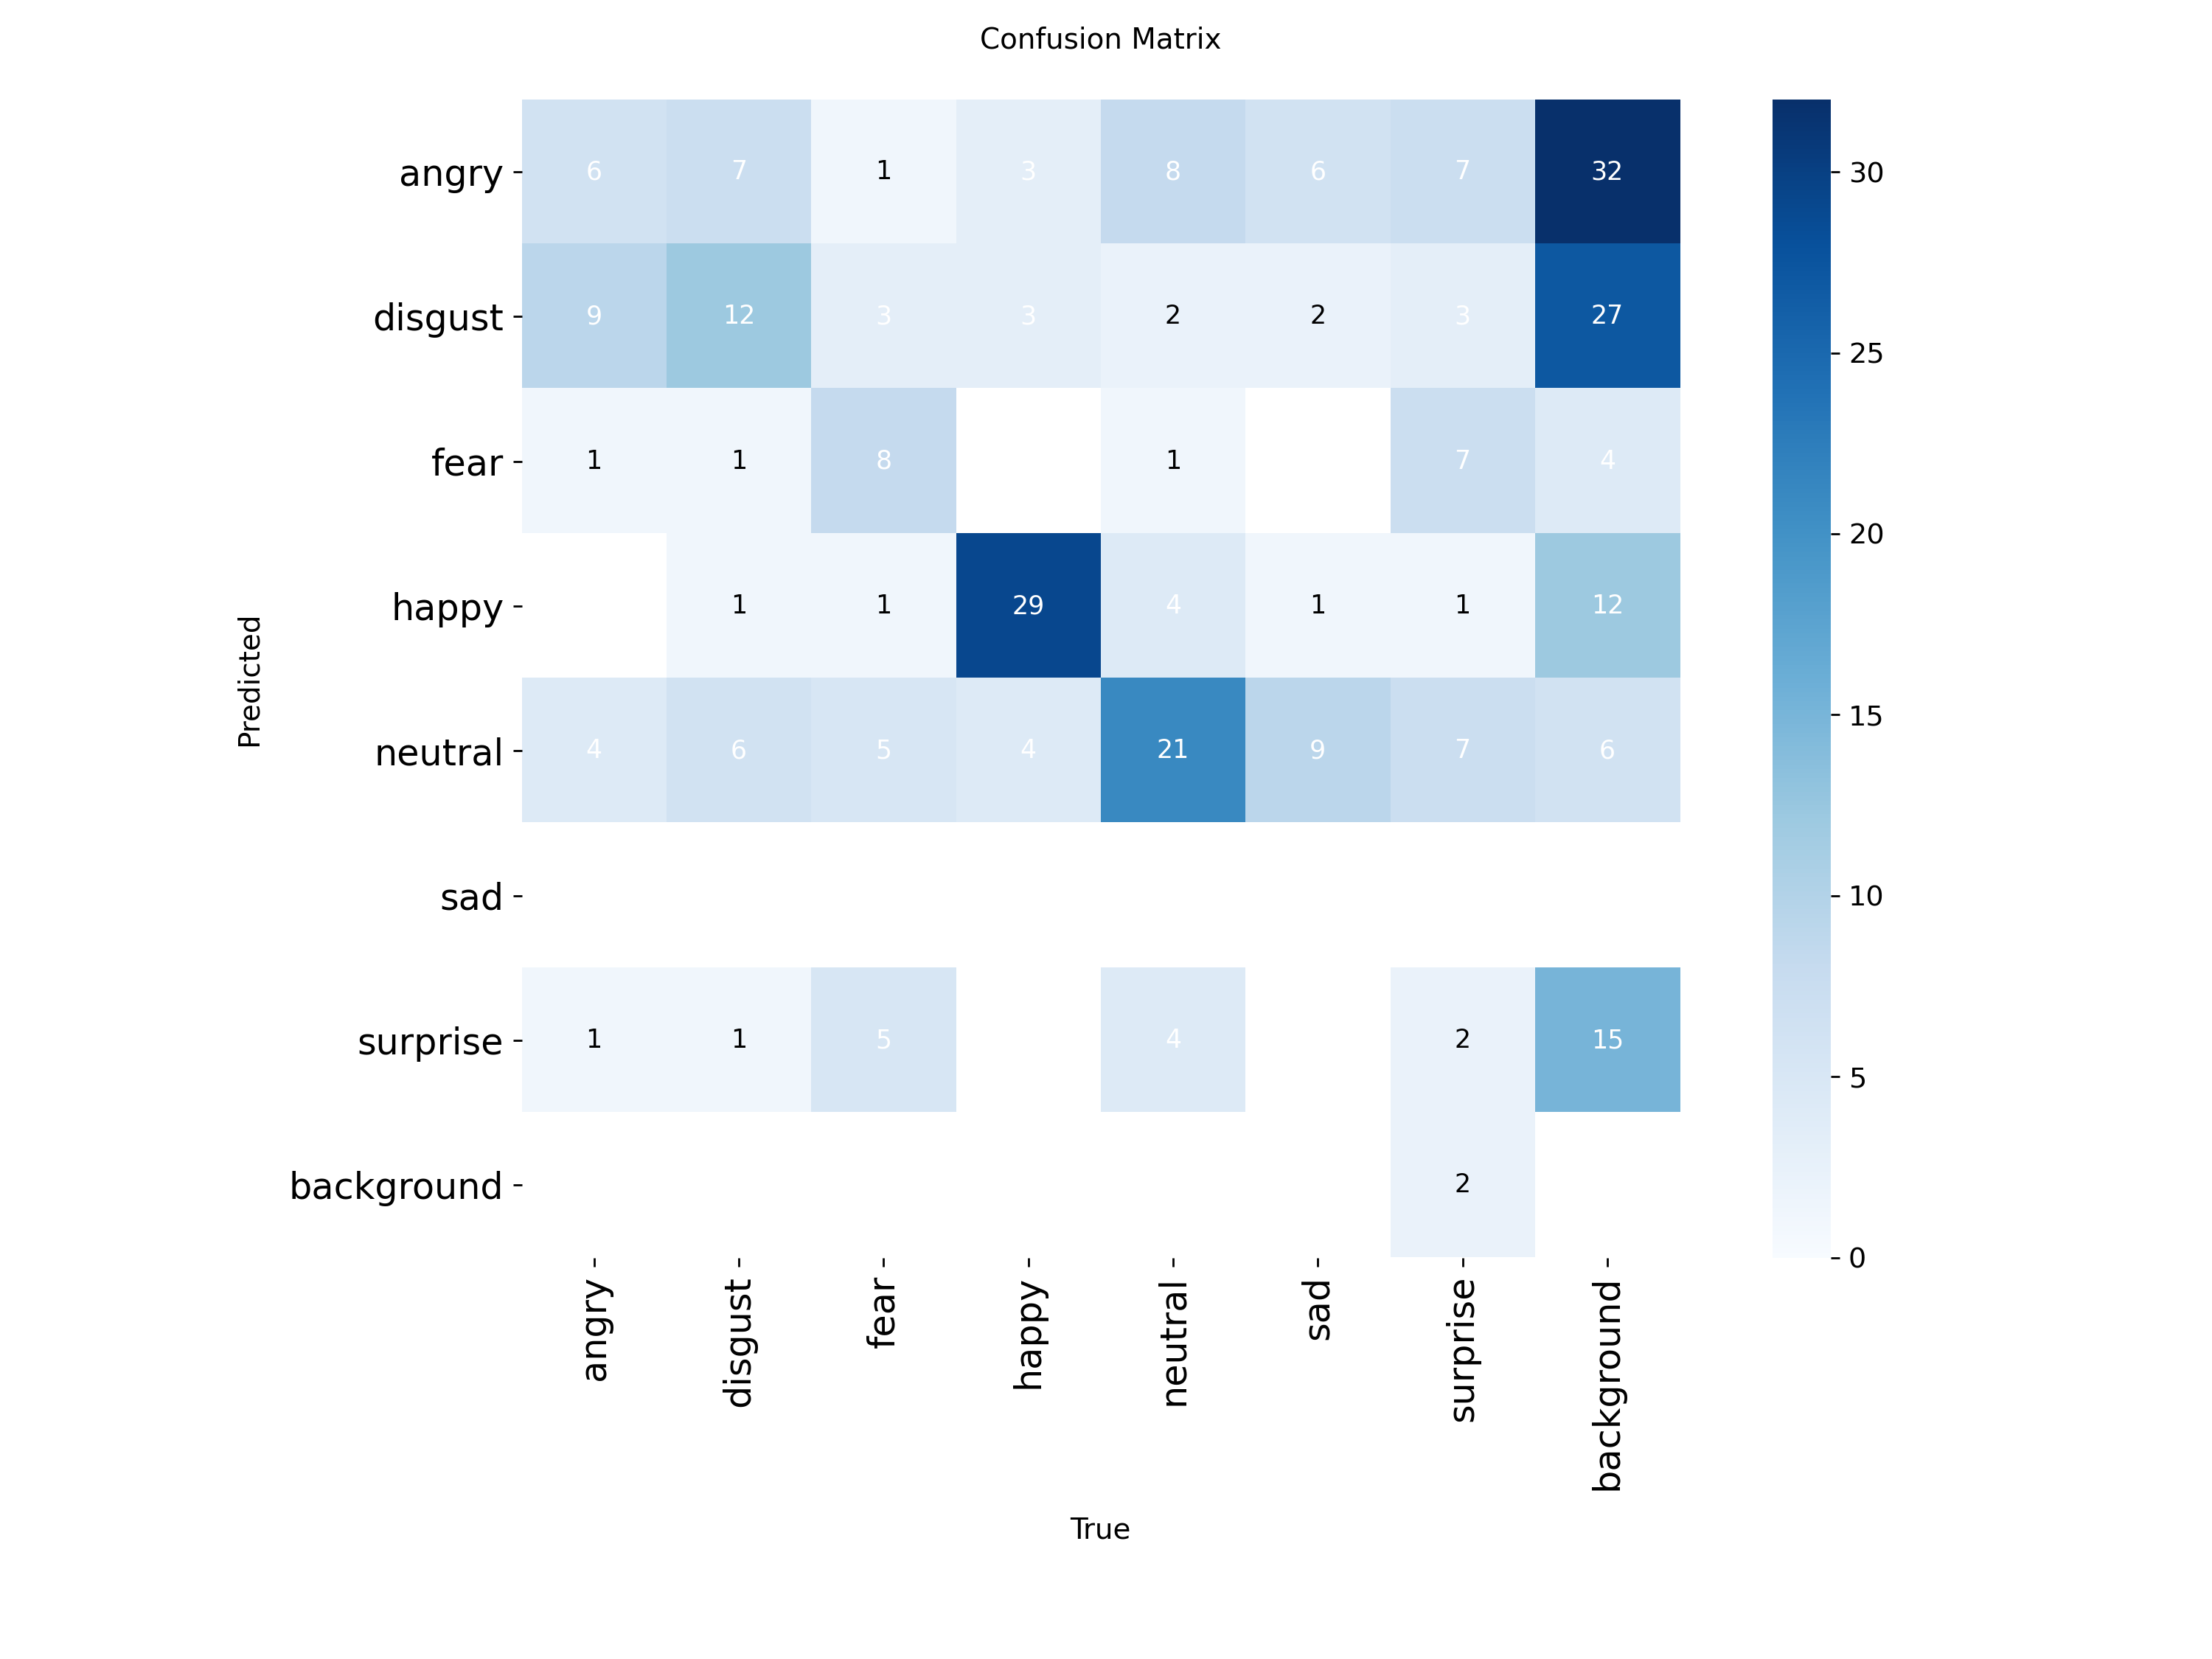 Confusion Matrix
angry 6 7 1 3 8 6 7 32
disgust 9 12 3 3 2 2 3 27
fear 1 1 8 1 7 4
happy 1 1 29 4 1 1 12
neutral 4 6 5 4 21 9 7 6
sad
surprise 1 1 5 4 2 15
background 2
Predicted
angry disgust fear happy neutral sad surprise background
True
30
25
20
15
10
5
0